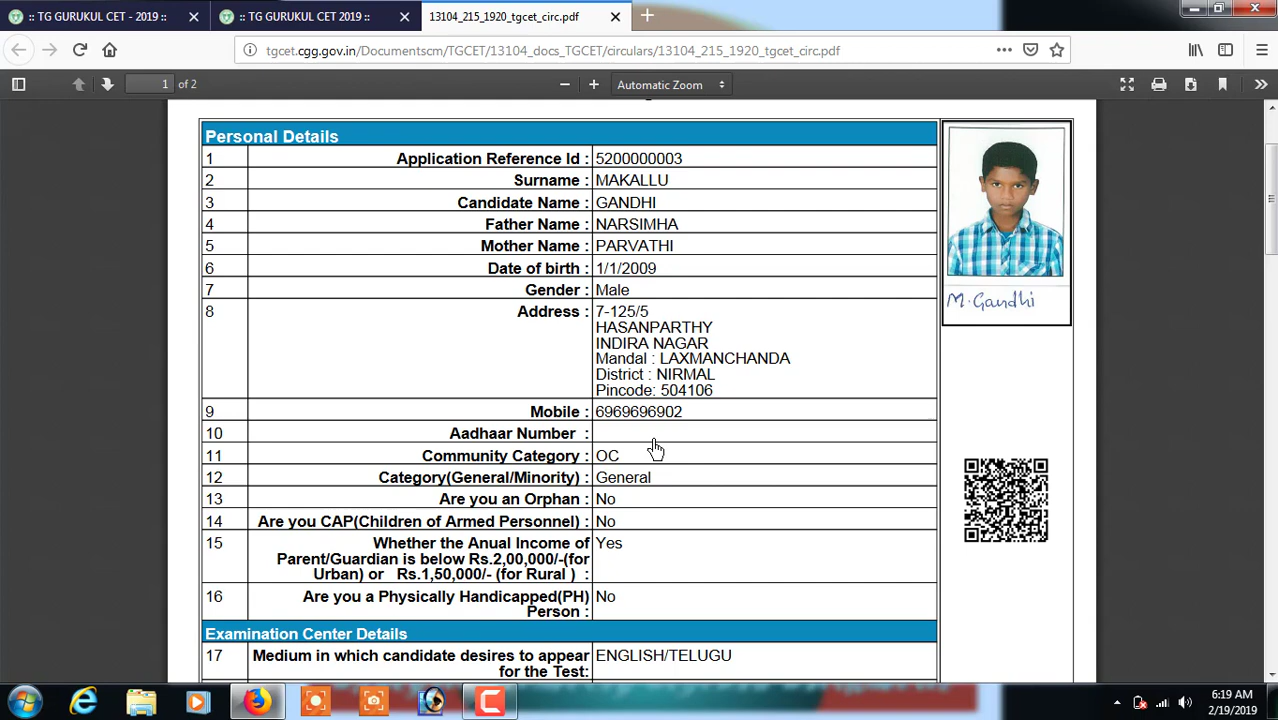 :: TG GURUKUL CET - 2019 ::
:: TG GURUKUL CET 2019 ::
13104_215_1920_tgcet_circ.pdf
tgcet.cgg.gov.in/Documentscm/TGCET/13104_docs_TGCET/circulars/13104_215_1920_tgcet_circ.pdf
1 of 2
Automatic Zoom
Personal Details
1 Application Reference Id : 5200000003
2 Surname : MAKALLU
3 Candidate Name : GANDHI
4 Father Name : NARSIMHA
5 Mother Name : PARVATHI
6 Date of birth : 1/1/2009
7 Gender : Male
8 Address : 7-125/5
HASANPARTHY
INDIRA NAGAR
Mandal : LAXMANCHANDA
District : NIRMAL
Pincode: 504106
9 Mobile : 6969696902
10 Aadhaar Number :
11 Community Category : OC
12 Category(General/Minority) : General
13 Are you an Orphan : No
14 Are you CAP(Children of Armed Personnel) : No
15 Whether the Anual Income of Yes
Parent/Guardian is below Rs.2,00,000/-(for
Urban) or Rs.1,50,000/- (for Rural ) :
16 Are you a Physically Handicapped(PH) No
Person :
Examination Center Details
17 Medium in which candidate desires to appear ENGLISH/TELUGU
for the Test:
M. Gandhi
6:19 AM
2/19/2019